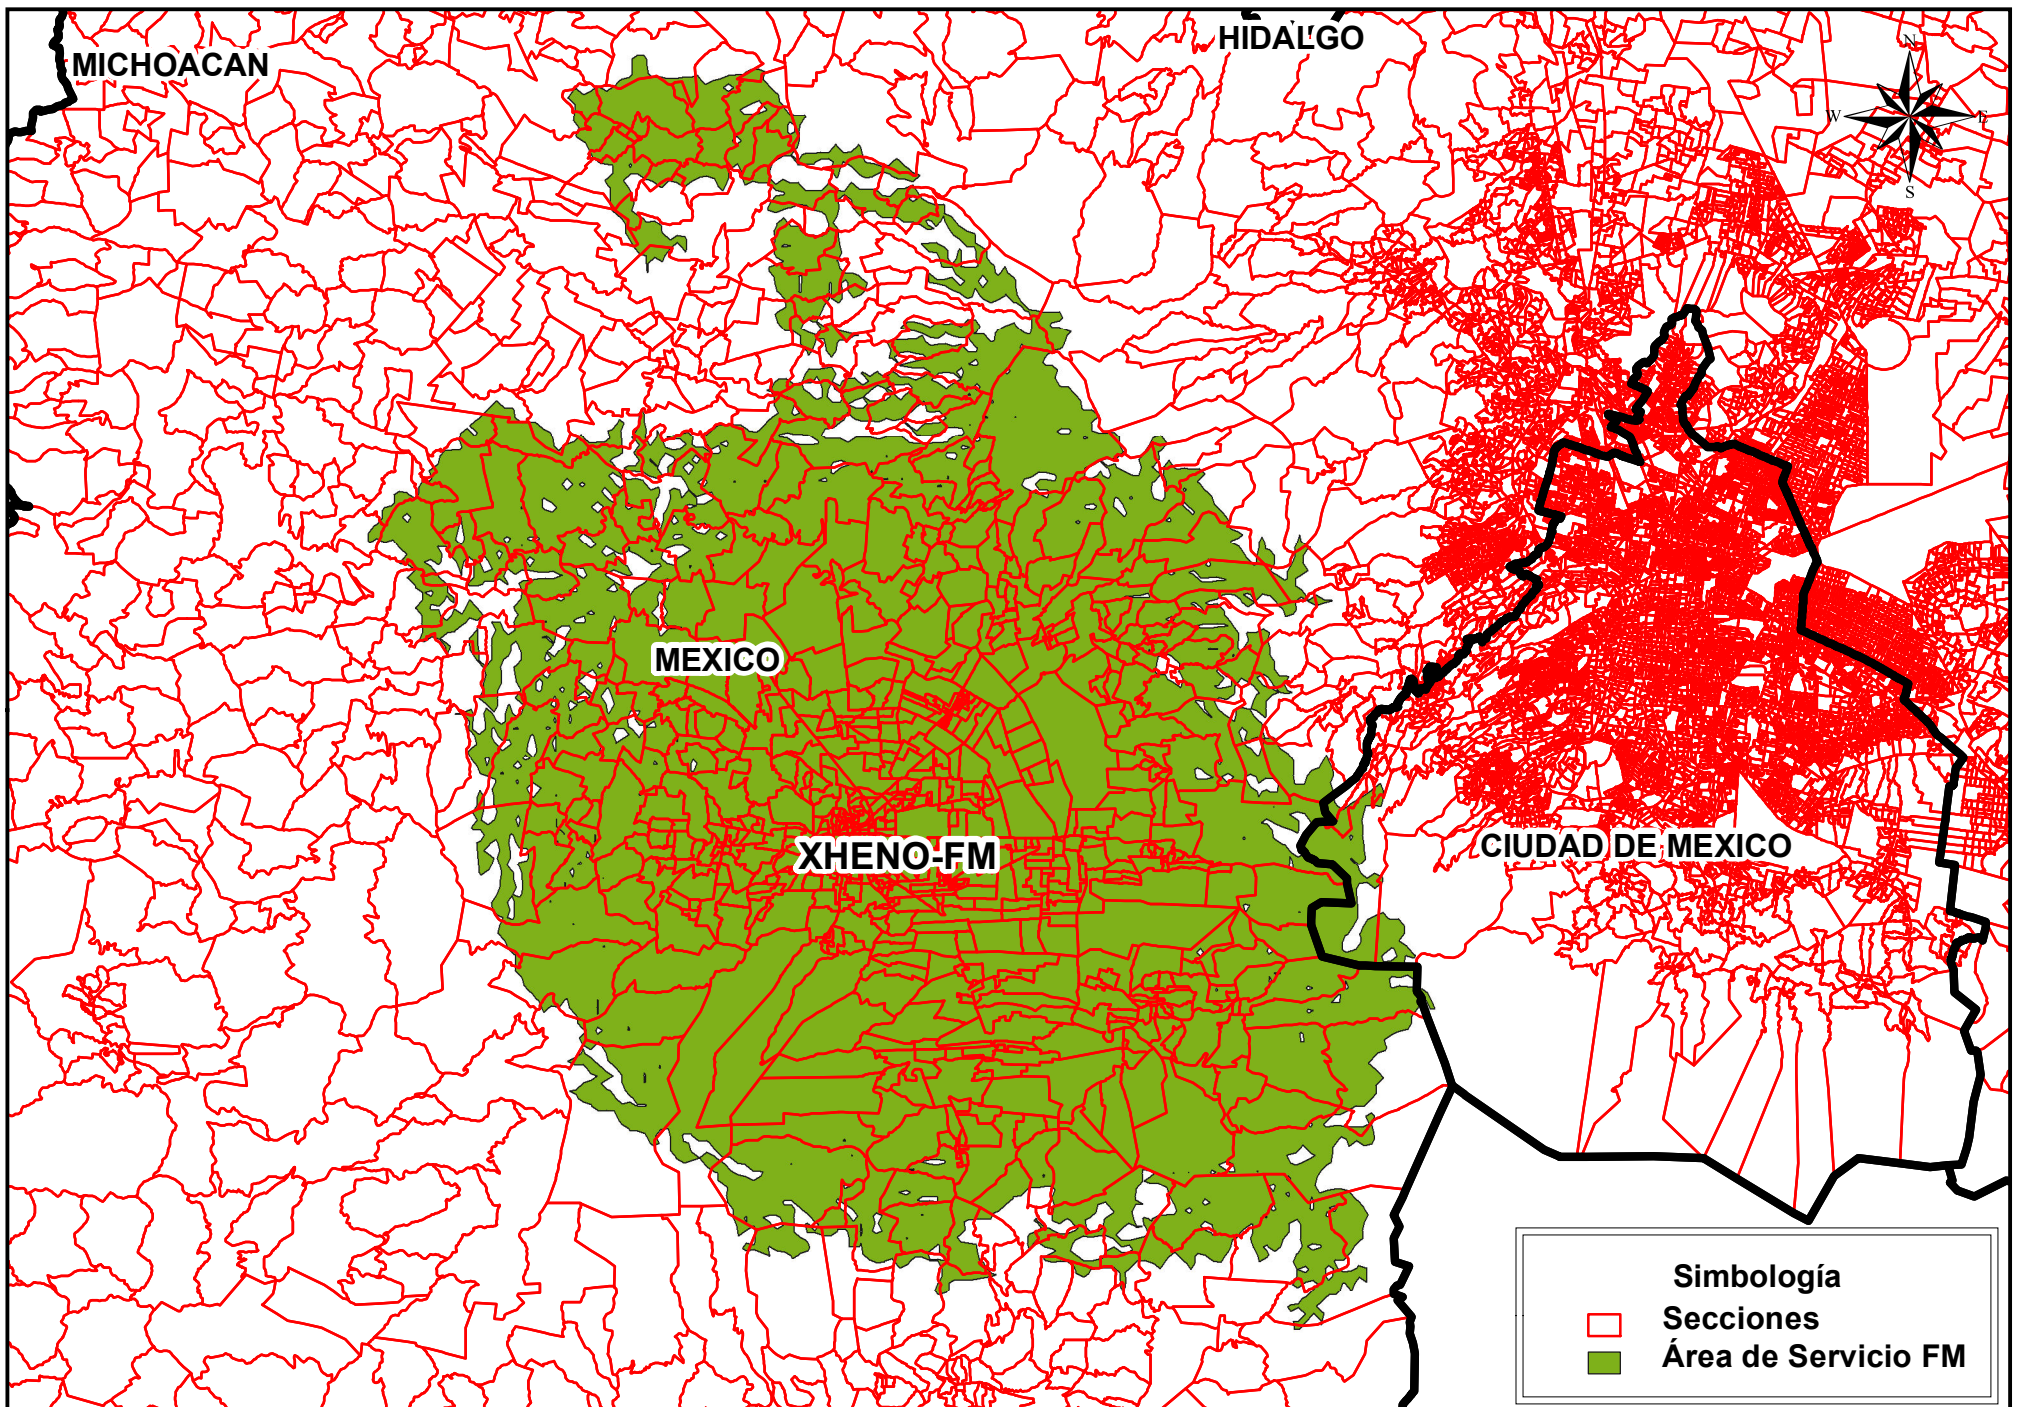 HIDALGO
MICHOACAN
N
W
E
S
MEXICO
XHENO-FM
CIUDAD DE MEXICO
Simbología
Secciones
Área de Servicio FM